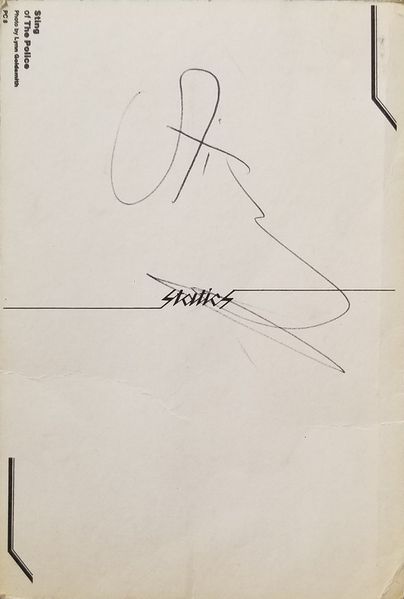 Sting
of The Police
Photo by Lynn Goldsmith
PC 8
statics